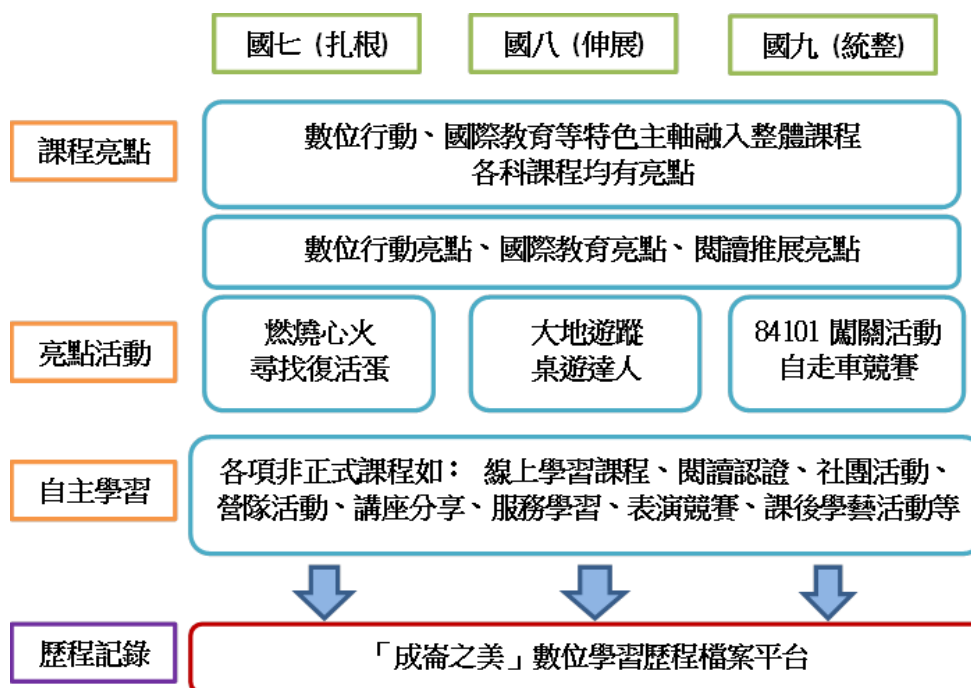 國七 (扎根)
國八 (伸展)
國九 (統整)
課程亮點
數位行動、國際教育等特色主軸融入整體課程
各科課程均有亮點
數位行動亮點、國際教育亮點、閱讀推展亮點
亮點活動
燃燒心火
尋找復活蛋
大地遊蹤
桌遊達人
84101 闖關活動
自走車競賽
自主學習
各項非正式課程如： 線上學習課程、閱讀認證、社團活動、
營隊活動、講座分享、服務學習、表演競賽、課後學藝活動等
歷程記錄
「成崙之美」數位學習歷程檔案平台